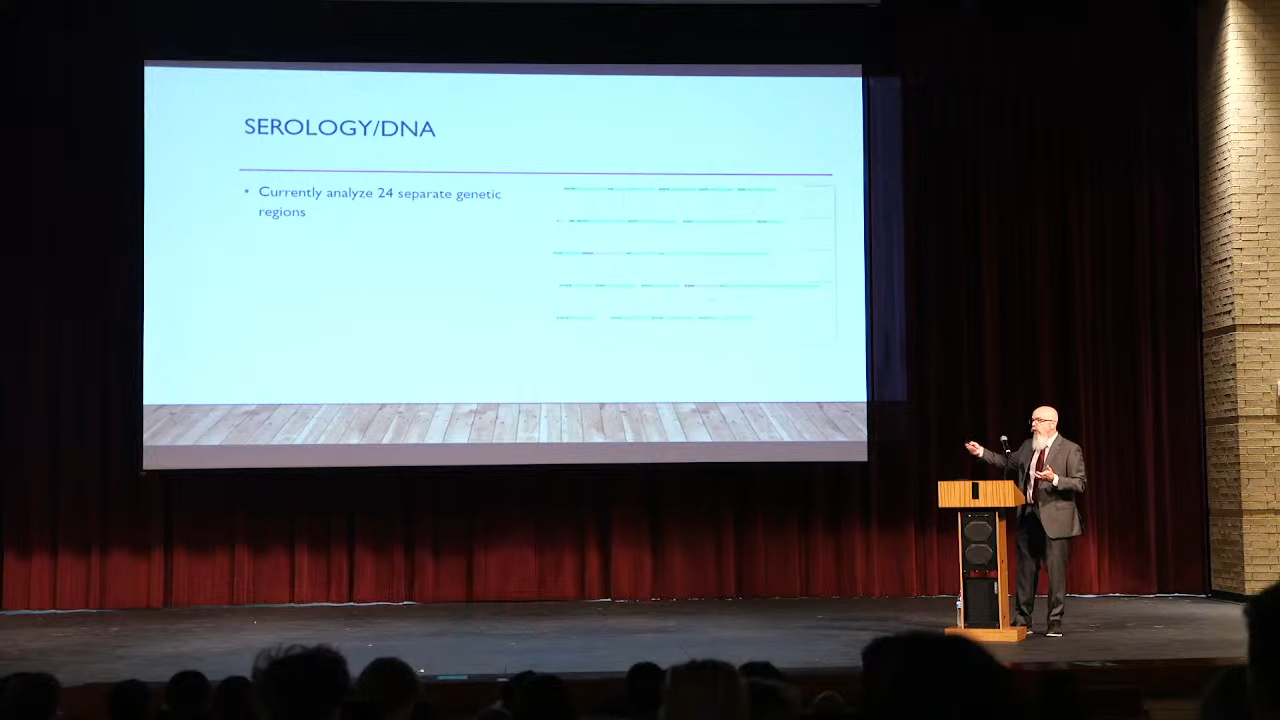 SEROLOGY/DNA
• Currently analyze 24 separate genetic
regions